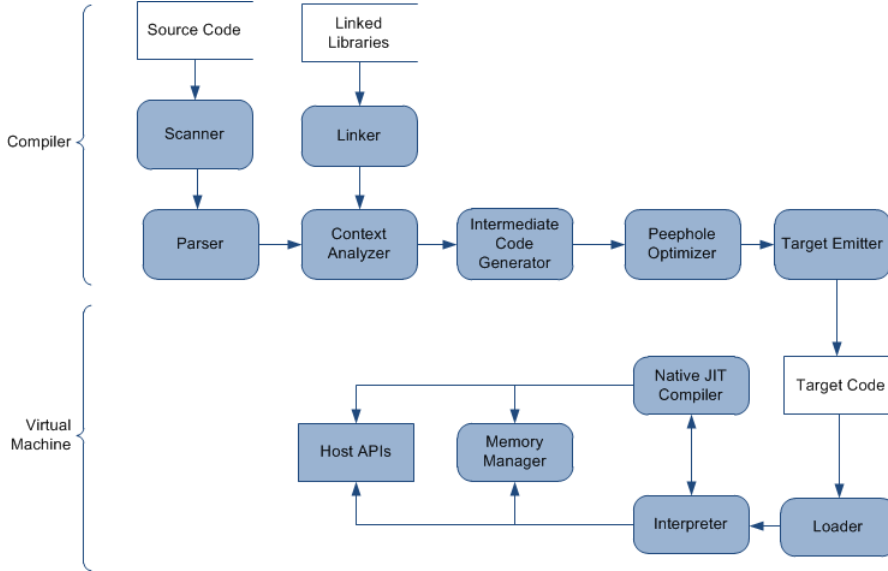 Source Code
Linked
Libraries
Compiler
Scanner
Linker
Parser
Context
Analyzer
Intermediate
Code
Generator
Peephole
Optimizer
Target Emitter
Virtual
Machine
Native JIT
Compiler
Target Code
Host APIs
Memory
Manager
Interpreter
Loader